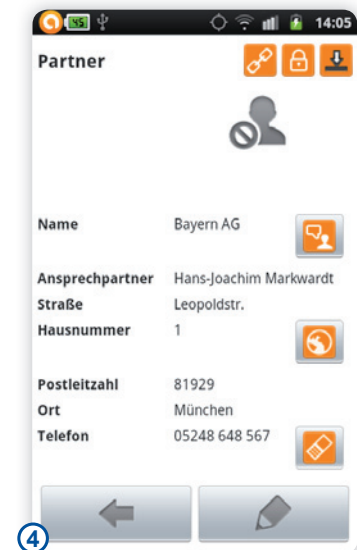 45 14:05
Partner
Name Bayern AG
Ansprechpartner Hans-Joachim Markwardt
Straße Leopoldstr.
Hausnummer 1
Postleitzahl 81929
Ort München
Telefon 05248 648 567
4